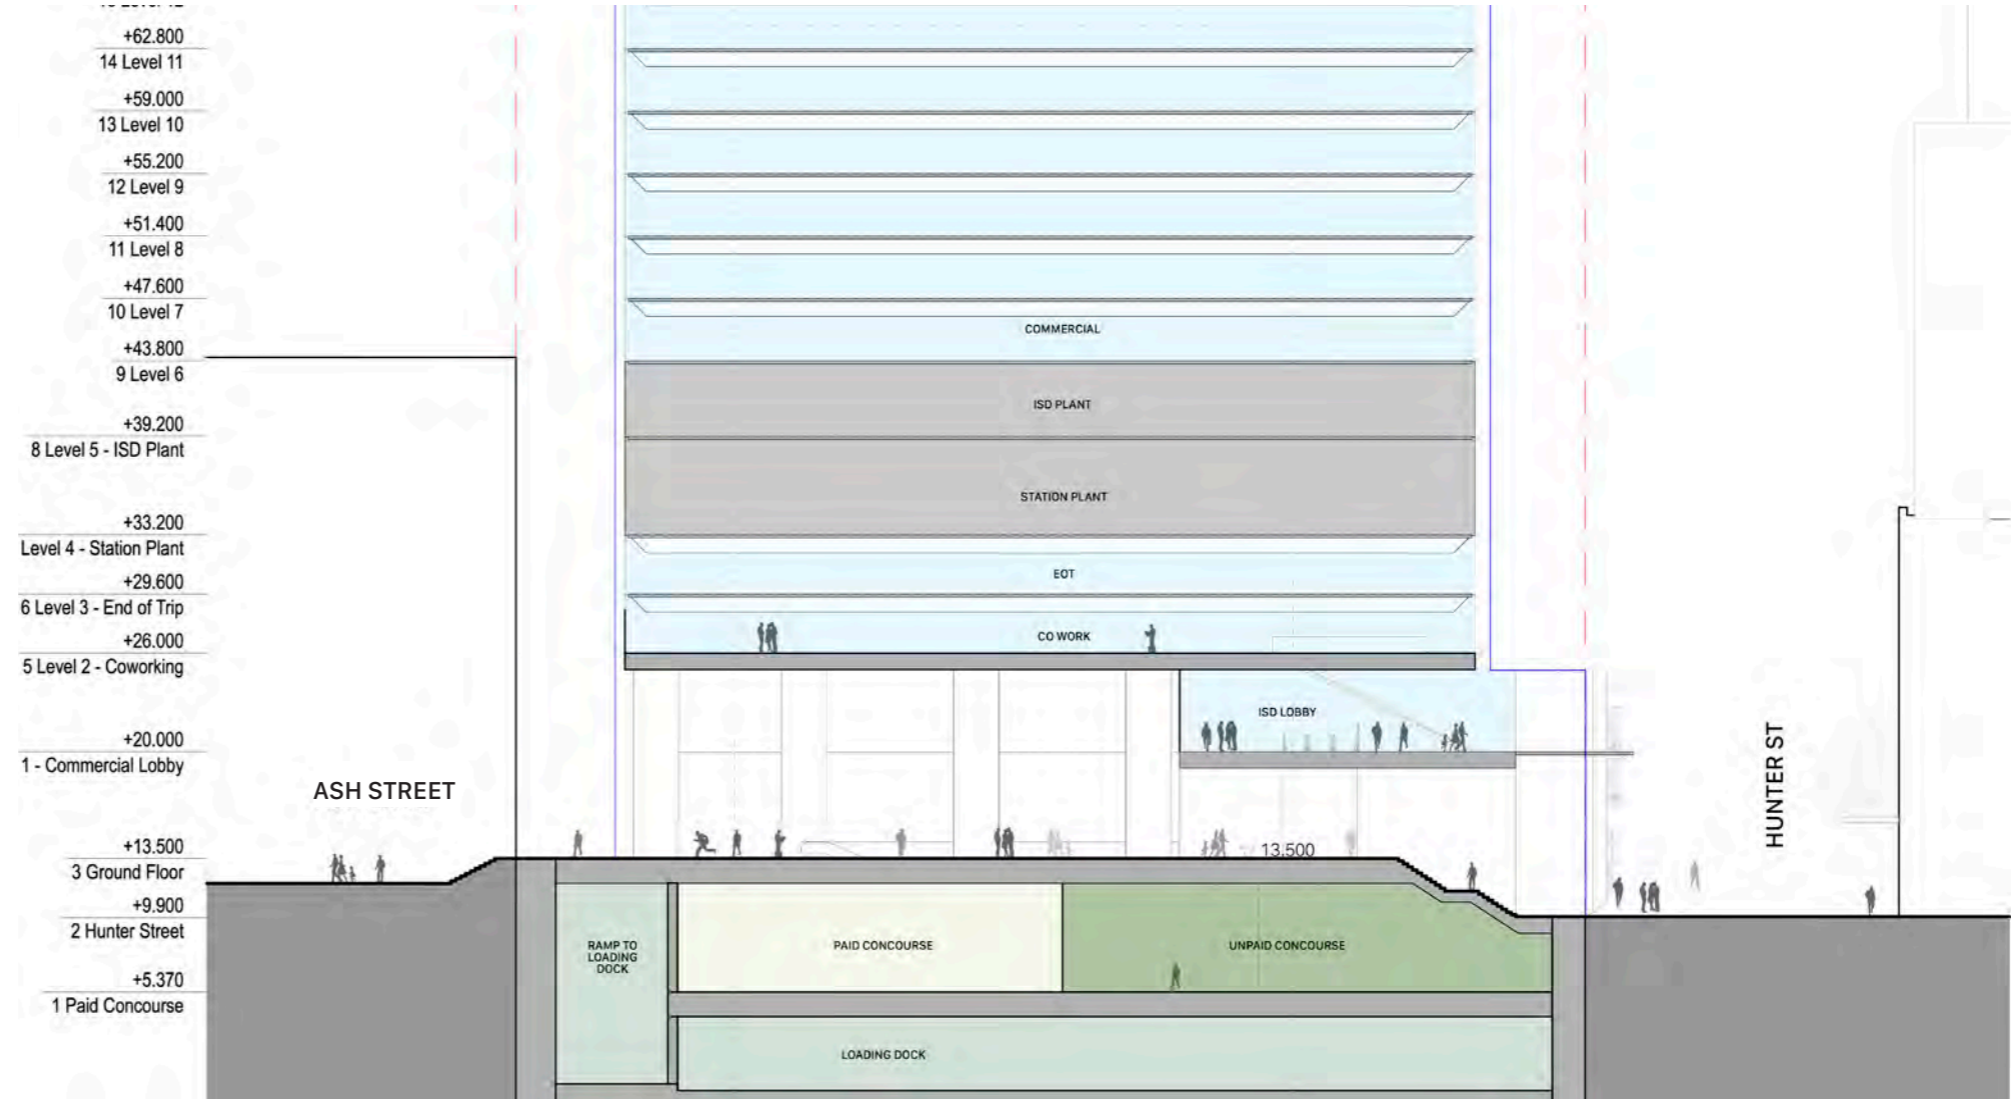 +62.800
14 Level 11
+59.000
13 Level 10
+55.200
12 Level 9
+51.400
11 Level 8
+47.600
10 Level 7
COMMERCIAL
+43.800
9 Level 6
ISD PLANT
+39.200
8 Level 5 - ISD Plant
STATION PLANT
+33.200
Level 4 - Station Plant
EOT
+29.600
6 Level 3 - End of Trip
CO WORK
+26.000
5 Level 2 - Coworking
ISD LOBBY
+20.000
1 - Commercial Lobby
ASH STREET
HUNTER ST
+13.500
13.500
3 Ground Floor
+9.900
2 Hunter Street
RAMP TO
LOADING
DOCK
PAID CONCOURSE
UNPAID CONCOURSE
+5.370
1 Paid Concourse
LOADING DOCK